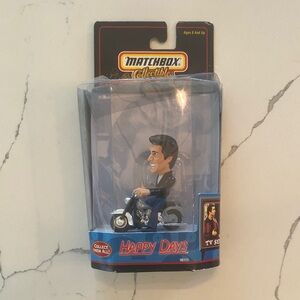 Ages 8 And Up
MATCHBOX
Collectibles
COLLECT
THEM ALL!
HAPPY DAYS
TV SE